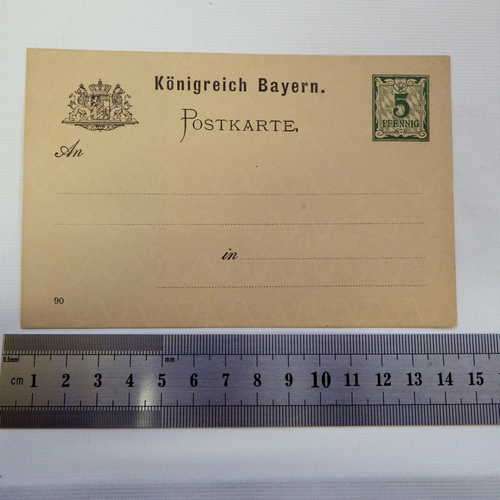 Königreich Bayern.
POSTKARTE.
5
PFENNIG
An
in
90
0.5mm
mm
cm 1 2 3 4 5 6 7 8 9 10 11 12 13 14 15